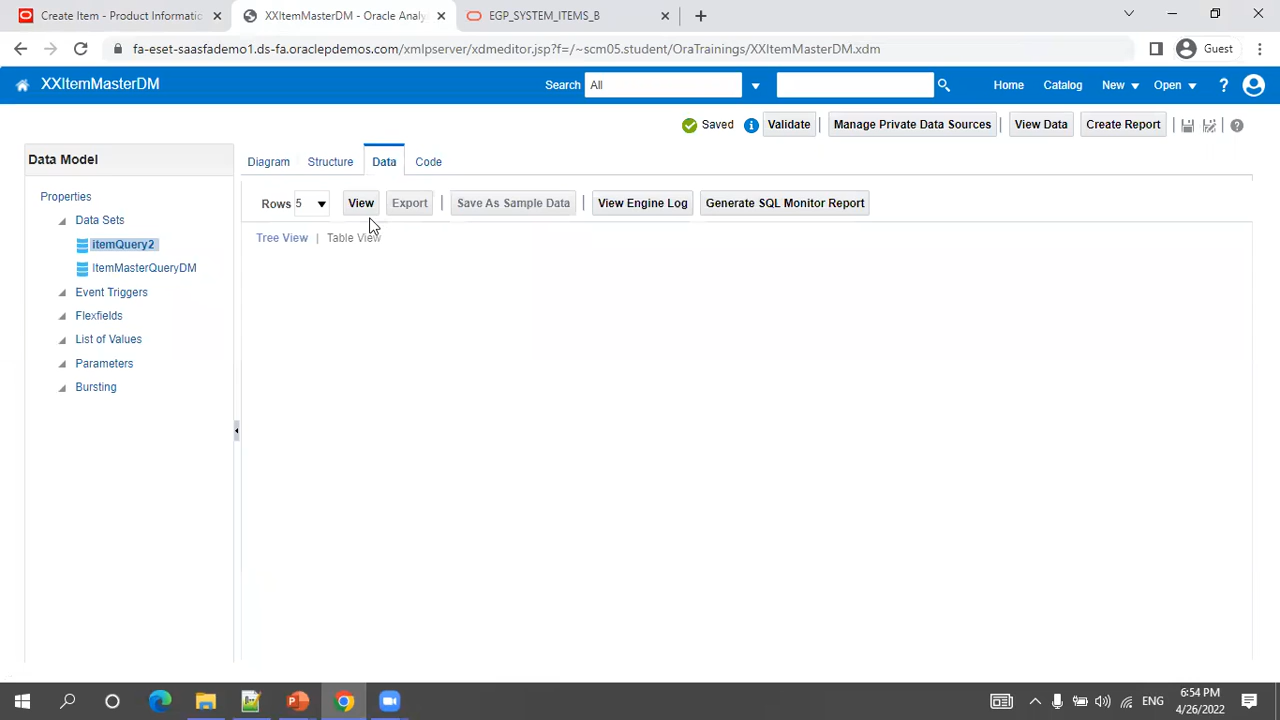 Create Item - Product Informatic
XXItemMasterDM - Oracle Analy
EGP_SYSTEM_ITEMS_B
fa-eset-saasfademo1.ds-fa.oraclepdemos.com/xmlpserver/xdmeditor.jsp?f=/~scm05.student/OraTrainings/XXItemMasterDM.xdm
Guest
XXItemMasterDM
Search All
Home Catalog New Open ?
Saved Validate Manage Private Data Sources View Data Create Report
Data Model
Diagram Structure Data Code
Properties
Rows 5 View Export Save As Sample Data View Engine Log Generate SQL Monitor Report
Data Sets
Tree View | Table View
itemQuery2
ItemMasterQueryDM
Event Triggers
Flexfields
List of Values
Parameters
Bursting
ENG
6:54 PM
4/26/2022